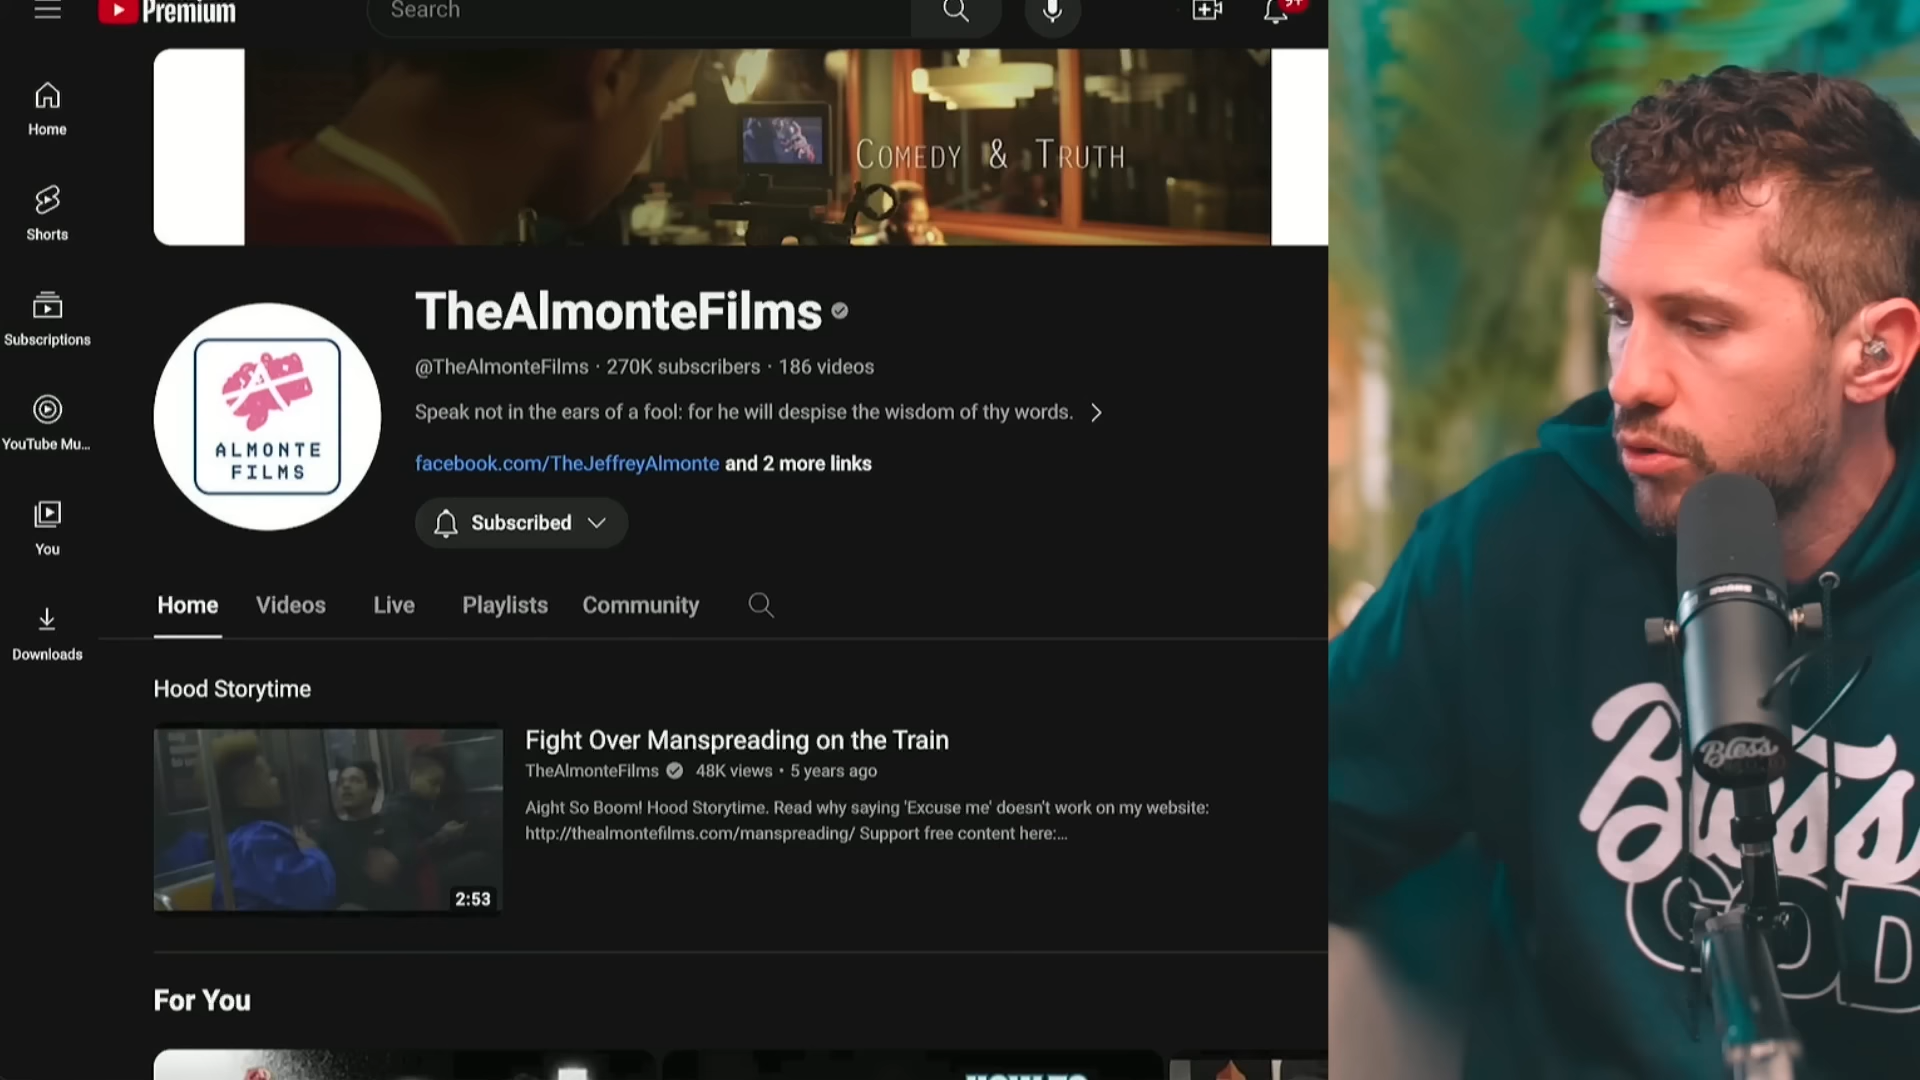 Premium
Search
9+
Home
Shorts
Subscriptions
YouTube Mu...
You
Downloads
COMEDY & TRUTH
ALMONTE
FILMS
TheAlmonteFilms
@TheAlmonteFilms · 270K subscribers · 186 videos
Speak not in the ears of a fool: for he will despise the wisdom of thy words.
facebook.com/TheJeffreyAlmonte and 2 more links
Subscribed
Home Videos Live Playlists Community
Hood Storytime
2:53
Fight Over Manspreading on the Train
TheAlmonteFilms 48K views • 5 years ago
Aight So Boom! Hood Storytime. Read why saying 'Excuse me' doesn't work on my website:
http://thealmontefilms.com/manspreading/ Support free content here:...
For You
Bless
GOD
Bless